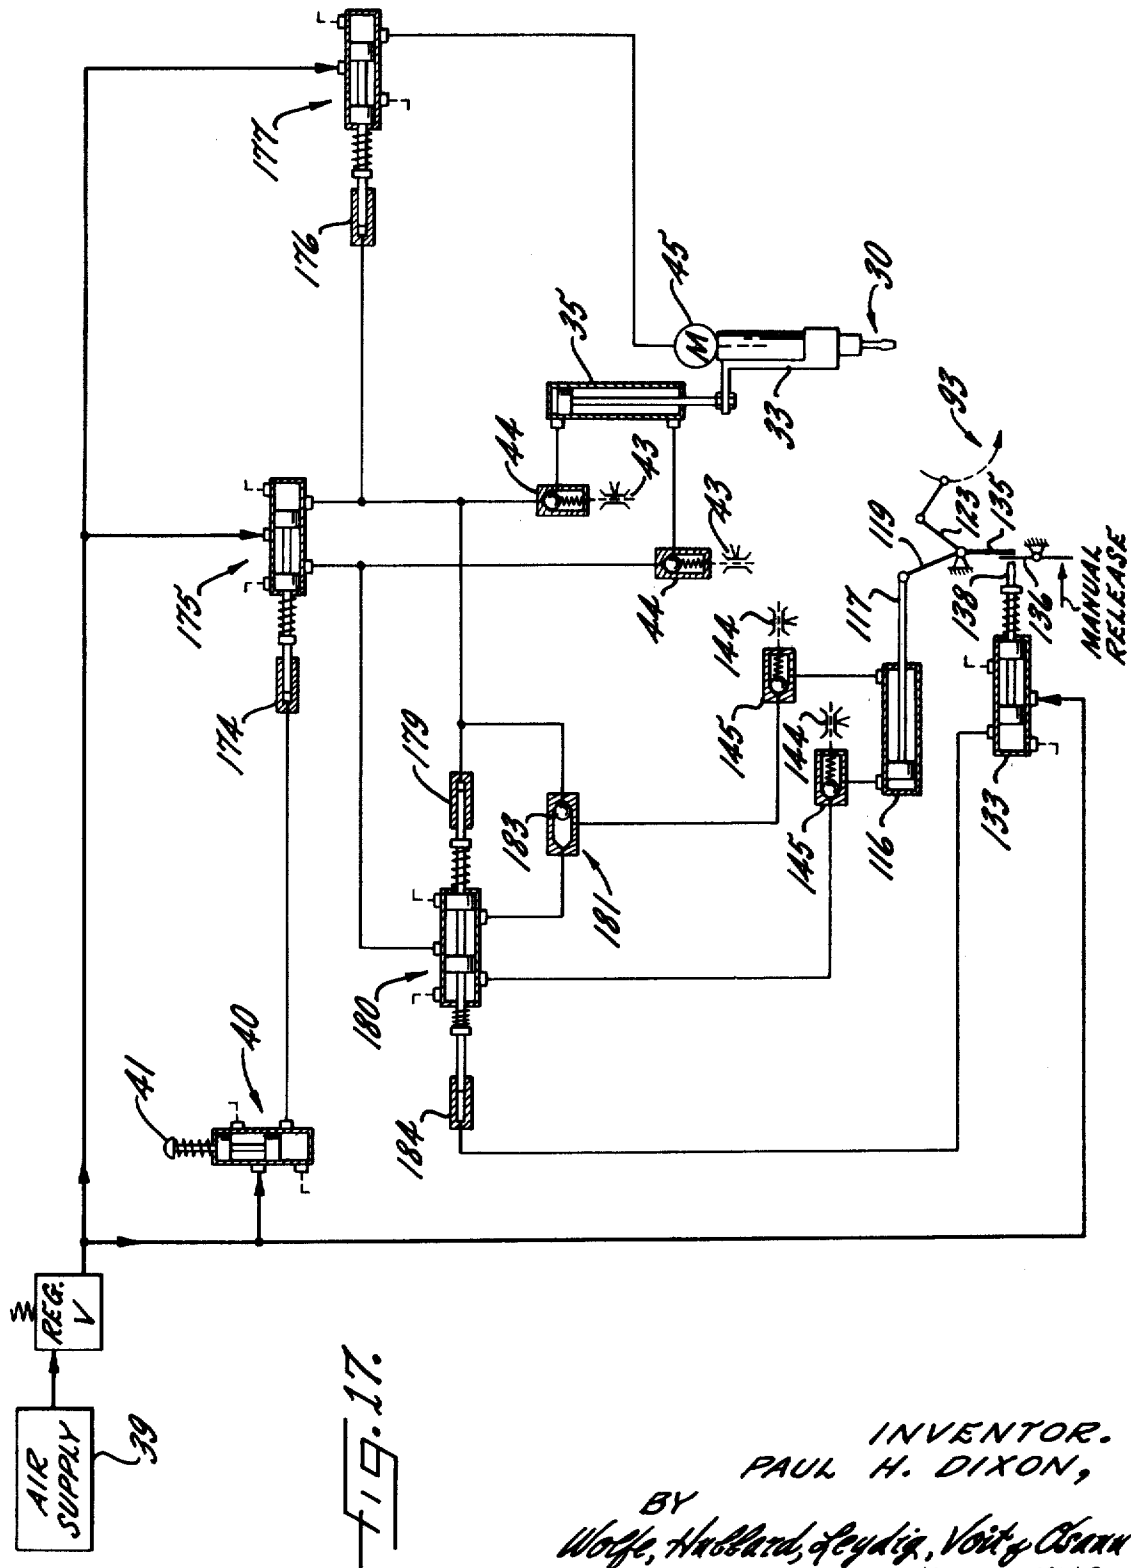 AIR
SUPPLY
39
REG.
V
41
40
174
175
176
177
184
180
179
183
181
44
43
35
45
M
33
30
44
43
145
144
145
144
116
117
119
123
93
135
133
138
136
MANUAL
RELEASE
Fig. 17.
INVENTOR.
PAUL H. DIXON,
BY
Wolfe, Hubbard, Leydig, Voit & Osann